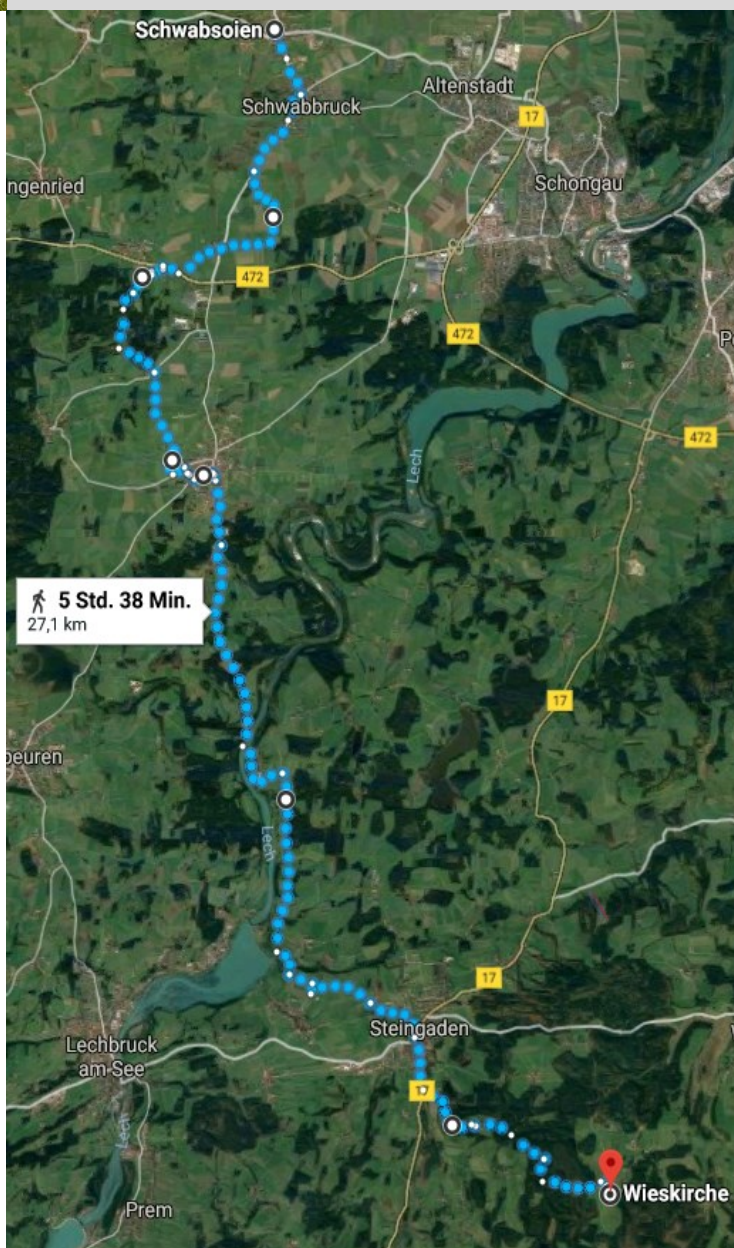 Schwabsoien
Altenstadt
Schwabbruck
17
ngenried
Schongau
472
472
472
Lech
5 Std. 38 Min.
27,1 km
17
beuren
Lech
17
Steingaden
Lechbruck
am See
Lech
Prem
Wieskirche